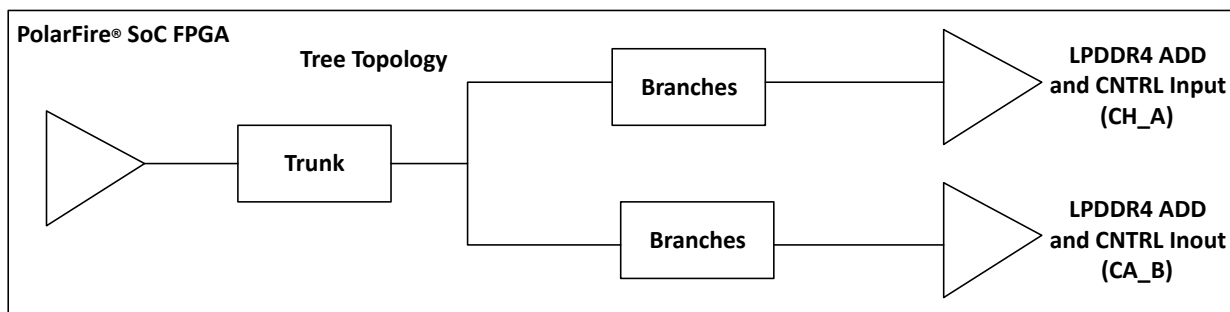 PolarFire® SoC FPGA
Tree Topology
Trunk
Branches
LPDDR4 ADD
and CNTRL Input
(CH_A)
Branches
LPDDR4 ADD
and CNTRL Inout
(CA_B)